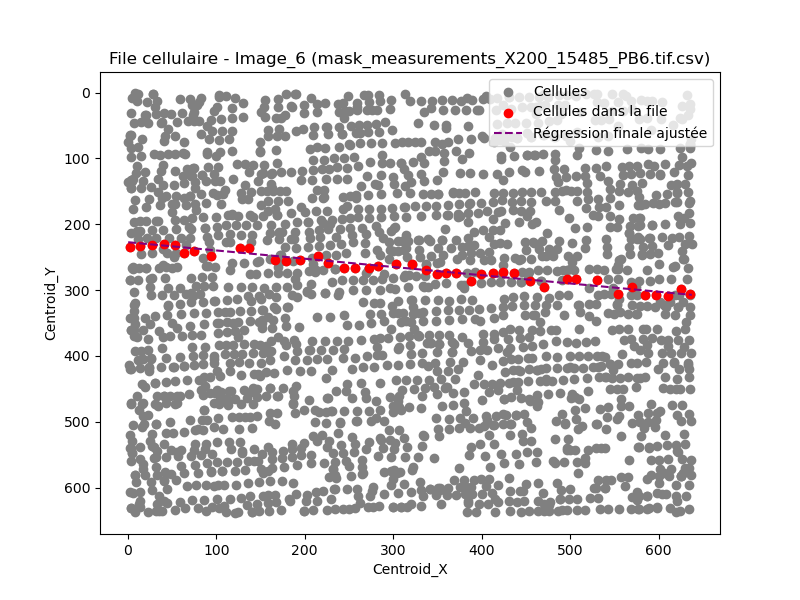 File cellulaire - Image_6 (mask_measurements_X200_15485_PB6.tif.csv)
Cellules
Cellules dans la file
Régression finale ajustée
0
100
200
300
400
500
600
Centroid_Y
0 100 200 300 400 500 600
Centroid_X